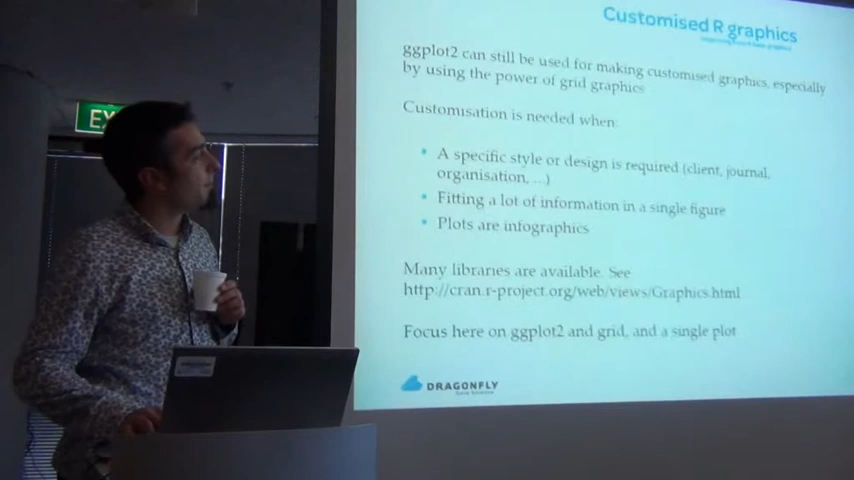 Customised R graphics
ggplot2 can still be used for making customised graphics, especially
by using the power of grid graphics
Customisation is needed when:
• A specific style or design is required (client, journal,
organisation, ...)
• Fitting a lot of information in a single figure
• Plots are infographics
Many libraries are available. See
http://cran.r-project.org/web/views/Graphics.html
Focus here on ggplot2 and grid, and a single plot
DRAGONFLY
EX